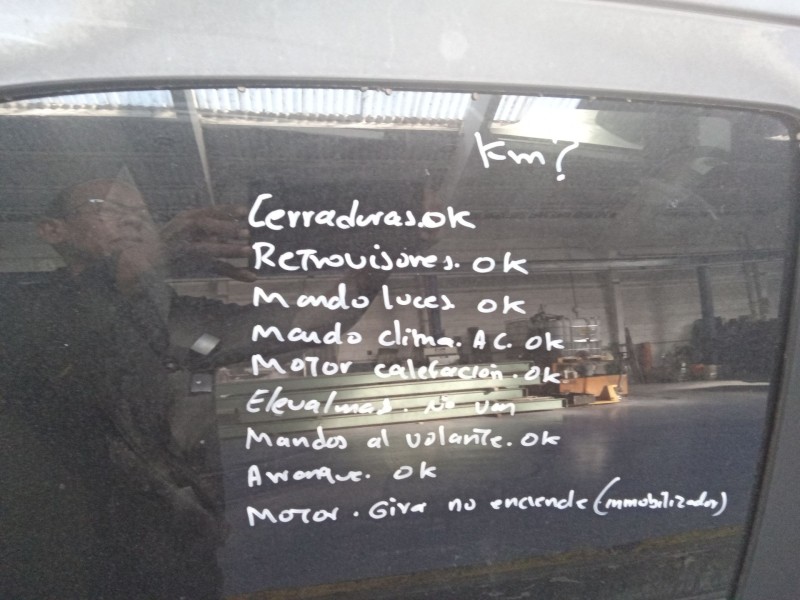 Km?
Cerraduras.ok
Retrovisores. ok
Mando luces ok
Mando clima. A C. ok
Motor calefacción. ok
Elevalunas. No van
Mandos al volante. ok
Arranque. ok
Motor. Gira no enciende (inmobilizador)